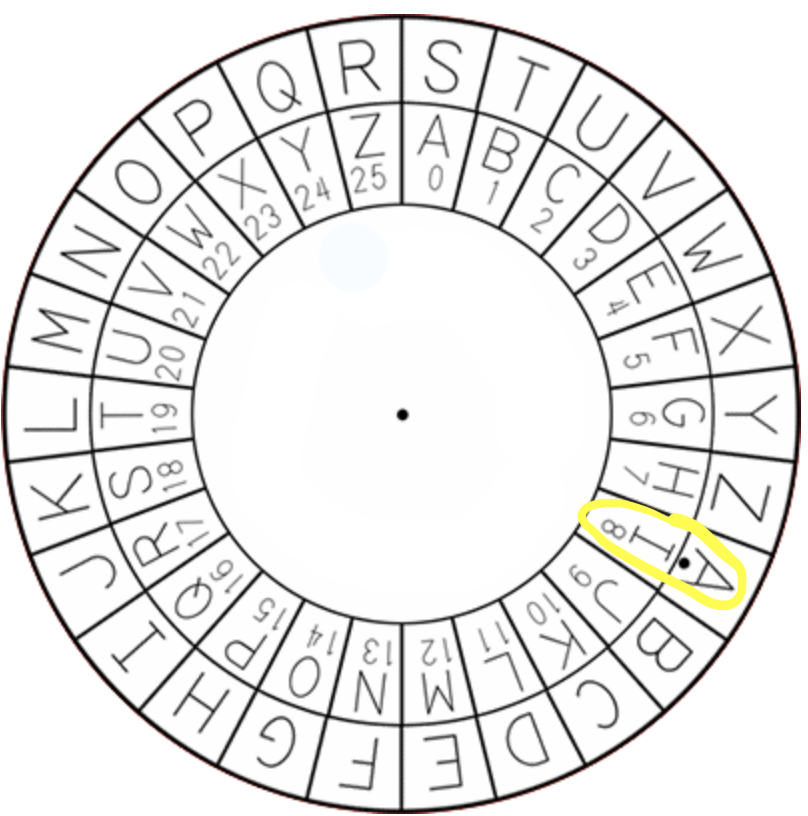 S T U V W X Y Z A B C D E F G H I J K L M N O P Q R
A B C D E F G H I J K L M N O P Q R S T U V W X Y Z
0 1 2 3 4 5 6 7 8 9 10 11 12 13 14 15 16 17 18 19 20 21 22 23 24 25